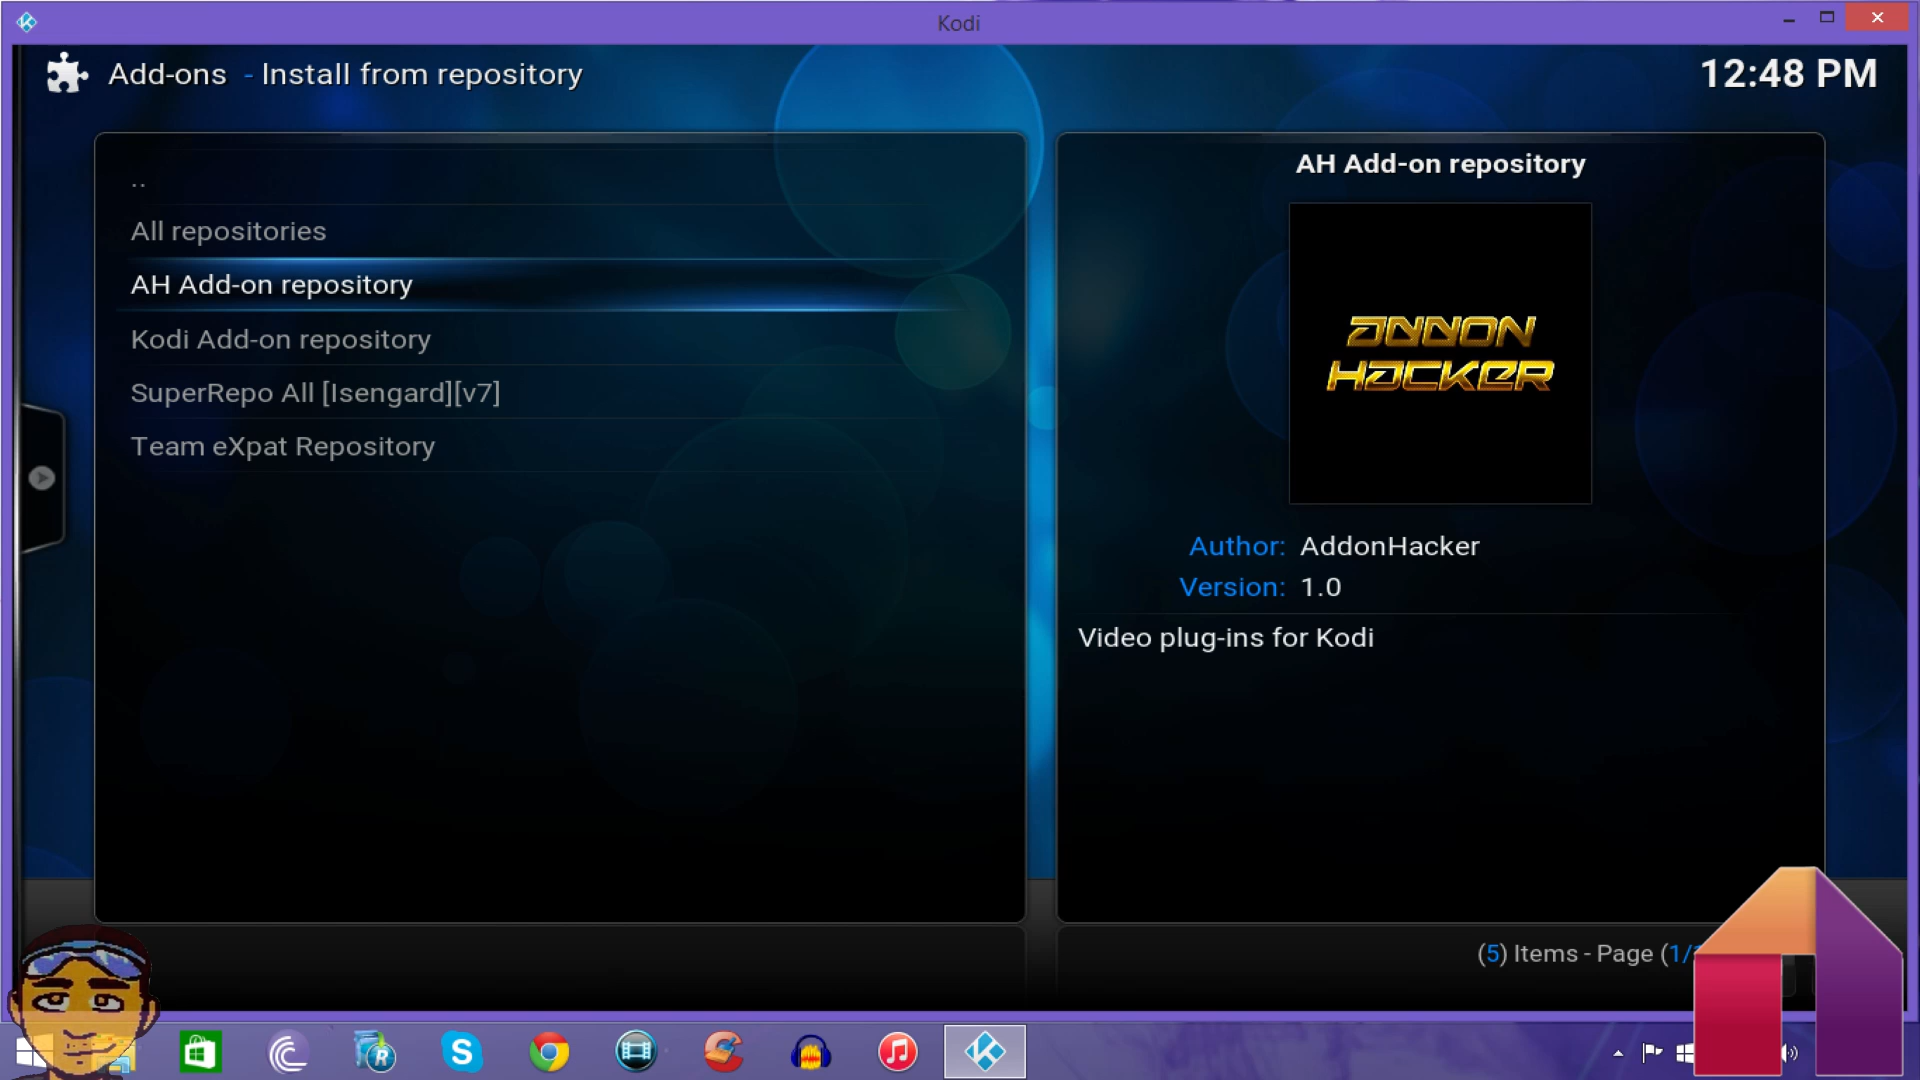 Kodi
Add-ons - Install from repository
12:48 PM
..
All repositories
AH Add-on repository
Kodi Add-on repository
SuperRepo All [Isengard][v7]
Team eXpat Repository
AH Add-on repository
ADDON
HACKER
Author: AddonHacker
Version: 1.0
Video plug-ins for Kodi
(5) Items - Page (1/